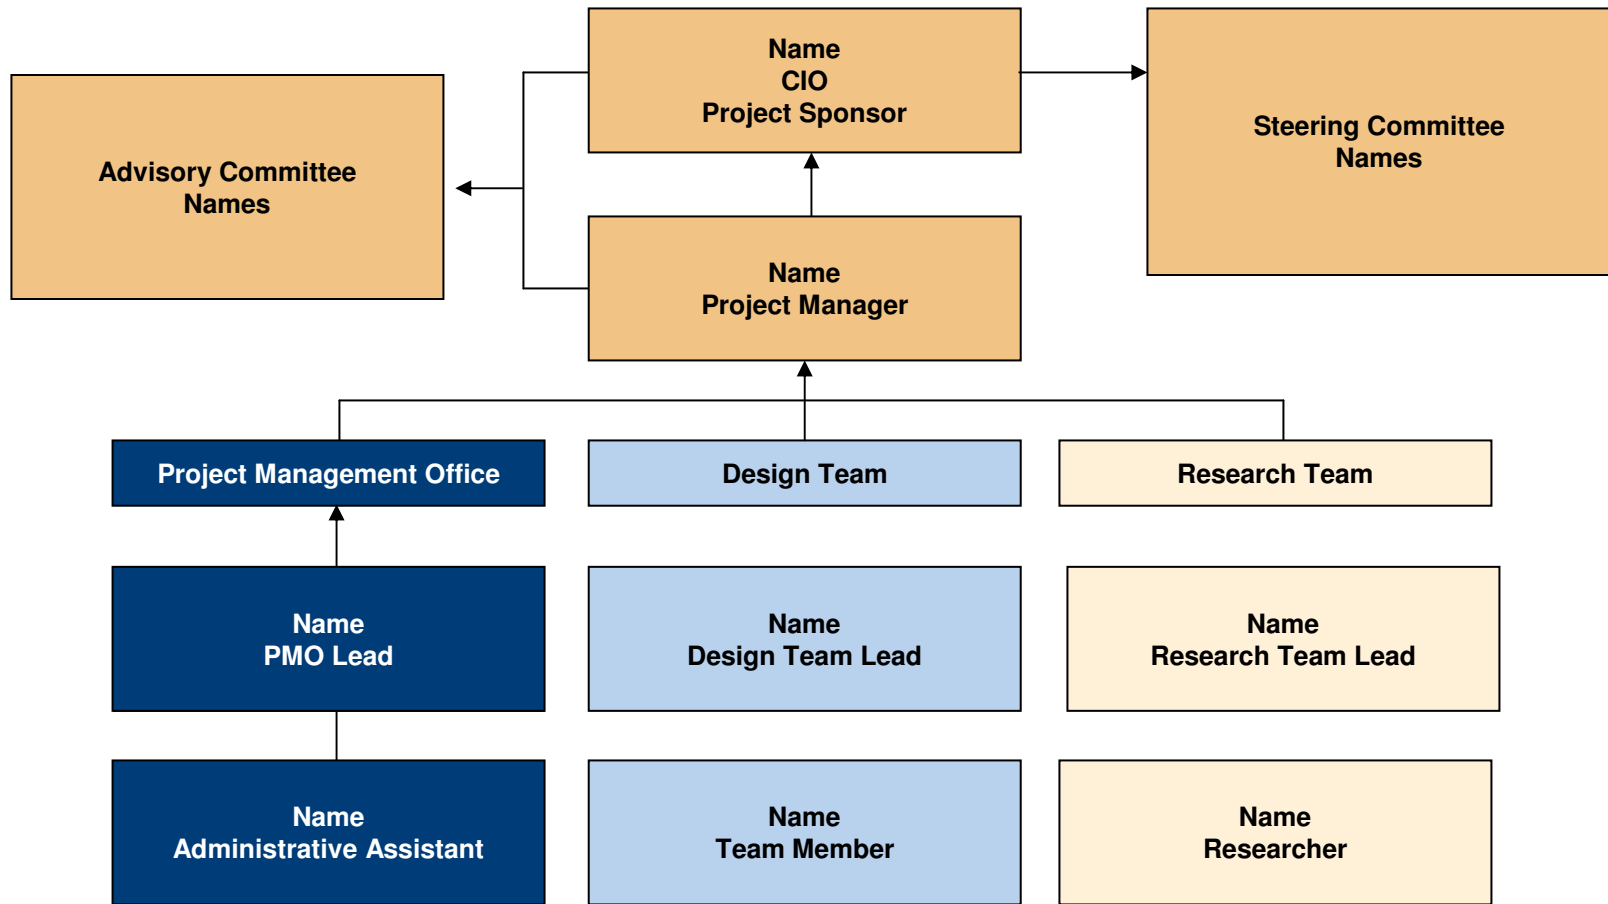 Name
CIO
Project Sponsor
Advisory Committee
Names
Steering Committee
Names
Name
Project Manager
Project Management Office
Design Team
Research Team
Name
PMO Lead
Name
Design Team Lead
Name
Research Team Lead
Name
Administrative Assistant
Name
Team Member
Name
Researcher